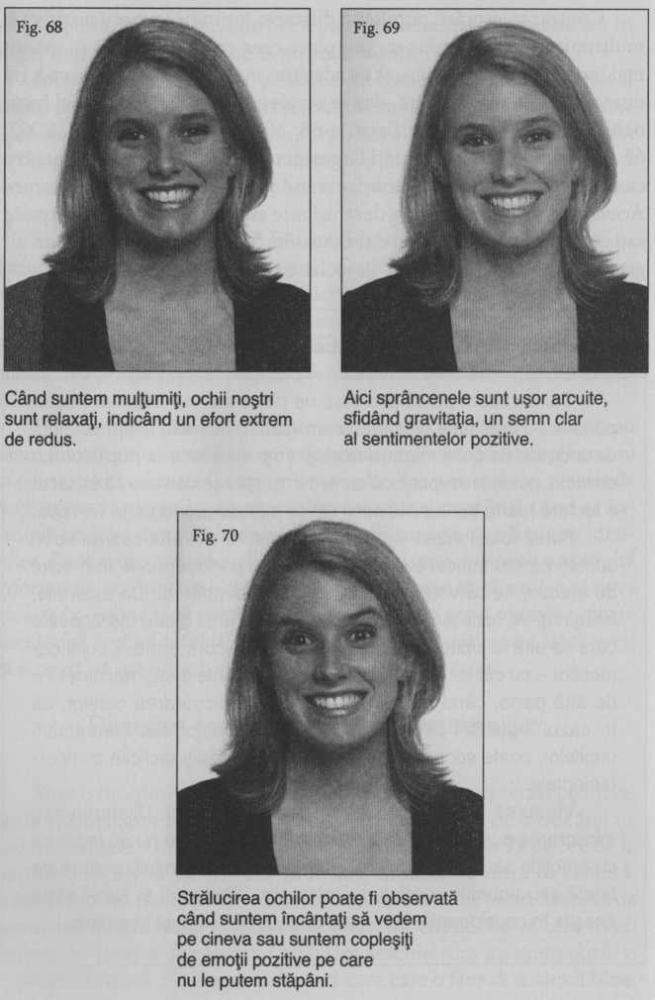 Fig. 68
Când suntem mulţumiţi, ochii noştri
sunt relaxaţi, indicând un efort extrem
de redus.
Fig. 69
Aici sprâncenele sunt uşor arcuite,
sfidând gravitaţia, un semn clar
al sentimentelor pozitive.
Fig. 70
Strălucirea ochilor poate fi observată
când suntem încântaţi să vedem
pe cineva sau suntem copleşiţi
de emoţii pozitive pe care
nu le putem stăpâni.